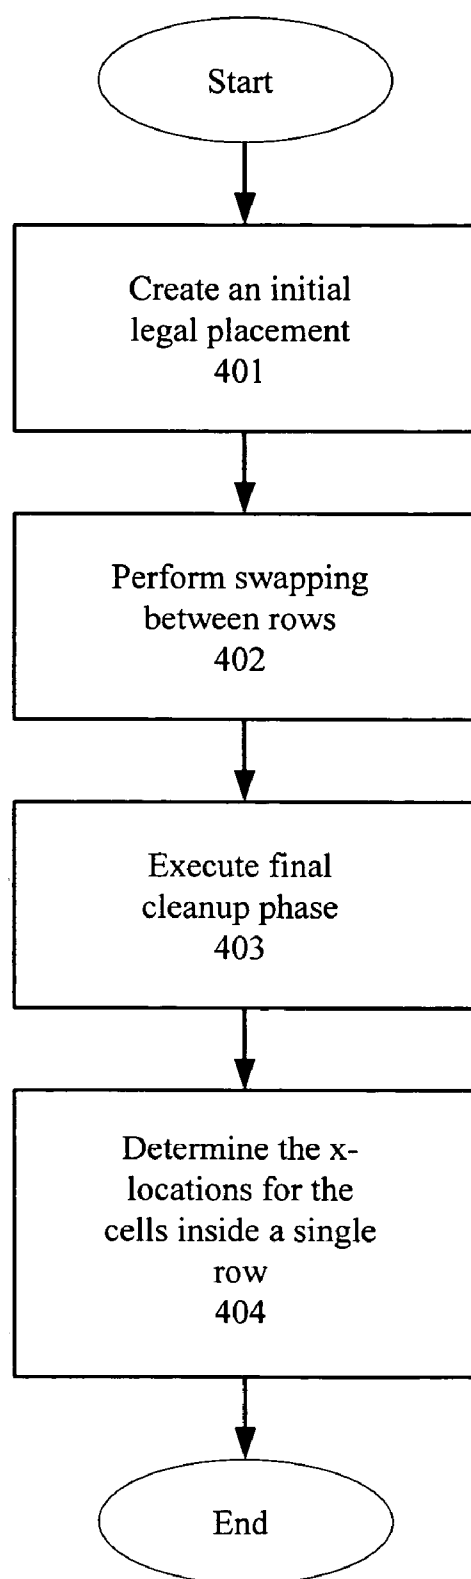 Start
Create an initial
legal placement
401
Perform swapping
between rows
402
Execute final
cleanup phase
403
Determine the x-
locations for the
cells inside a single
row
404
End